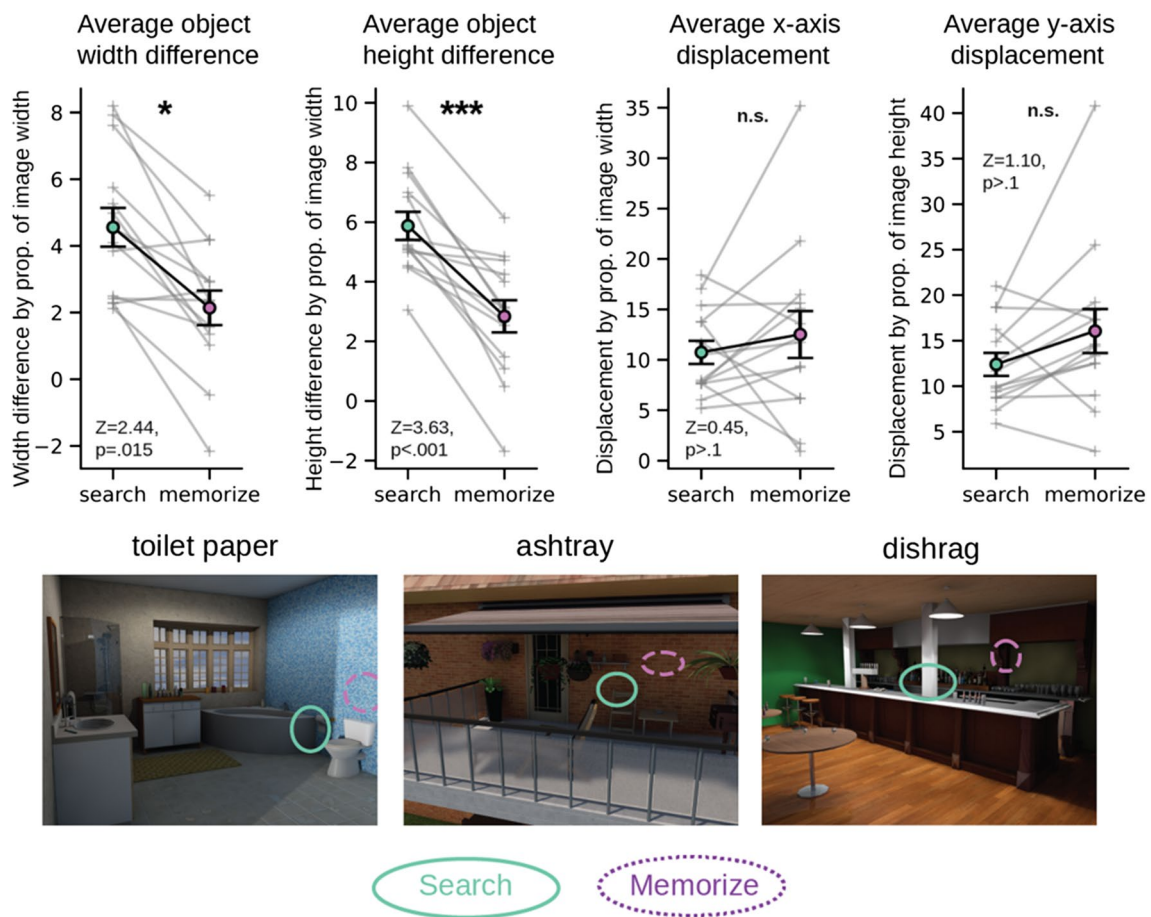 Average object
width difference
Average object
height difference
Average x-axis
displacement
Average y-axis
displacement
Width difference by prop. of image width
8
6
4
2
0
−2
*
Z=2.44,
p=.015
search memorize
Height difference by prop. of image width
10
8
6
4
2
0
−2
***
Z=3.63,
p<.001
search memorize
Displacement by prop. of image width
35
30
25
20
15
10
5
0
n.s.
Z=0.45,
p>.1
search memorize
Displacement by prop. of image height
40
35
30
25
20
15
10
5
n.s.
Z=1.10,
p>.1
search memorize
toilet paper
ashtray
dishrag
Search
Memorize